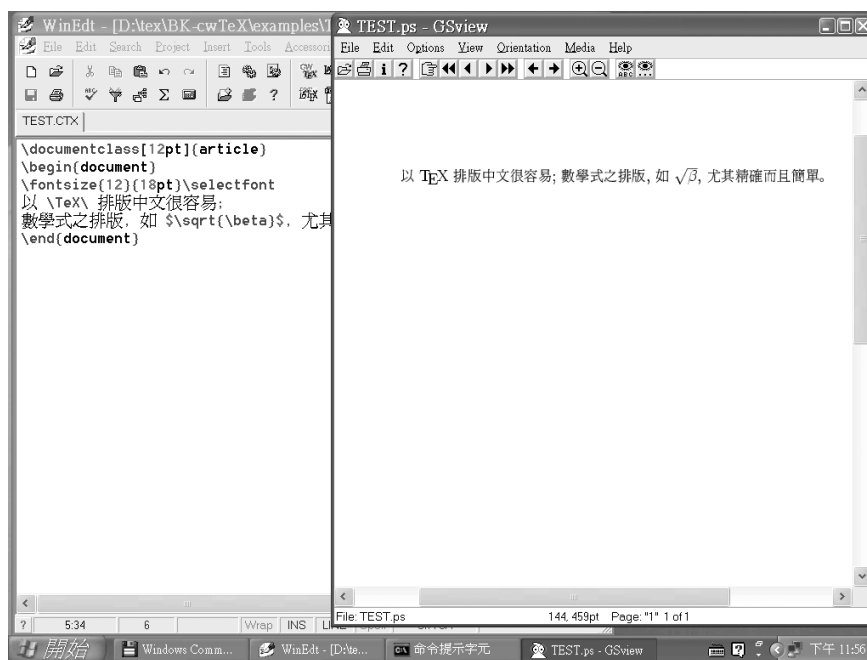 WinEdt - [D:\tex\BK-cwTeX\examples\T
File Edit Search Project Insert Tools Accessori
TEST.CTX
\documentclass[12pt]{article}
\begin{document}
\fontsize{12}{18pt}\selectfont
以 \TeX\ 排版中文很容易;
數學式之排版, 如 $\sqrt{\beta}$, 尤其
\end{document}
? 5:34 6 Wrap INS
TEST.ps - GSview
File Edit Options View Orientation Media Help
以 TEX 排版中文很容易; 數學式之排版, 如 √β, 尤其精確而且簡單。
File: TEST.ps 144, 459pt Page: "1" 1 of 1
開始 Windows Comm... WinEdt - [D:\te... 命令提示字元 TEST.ps - GSview 下午 11:56